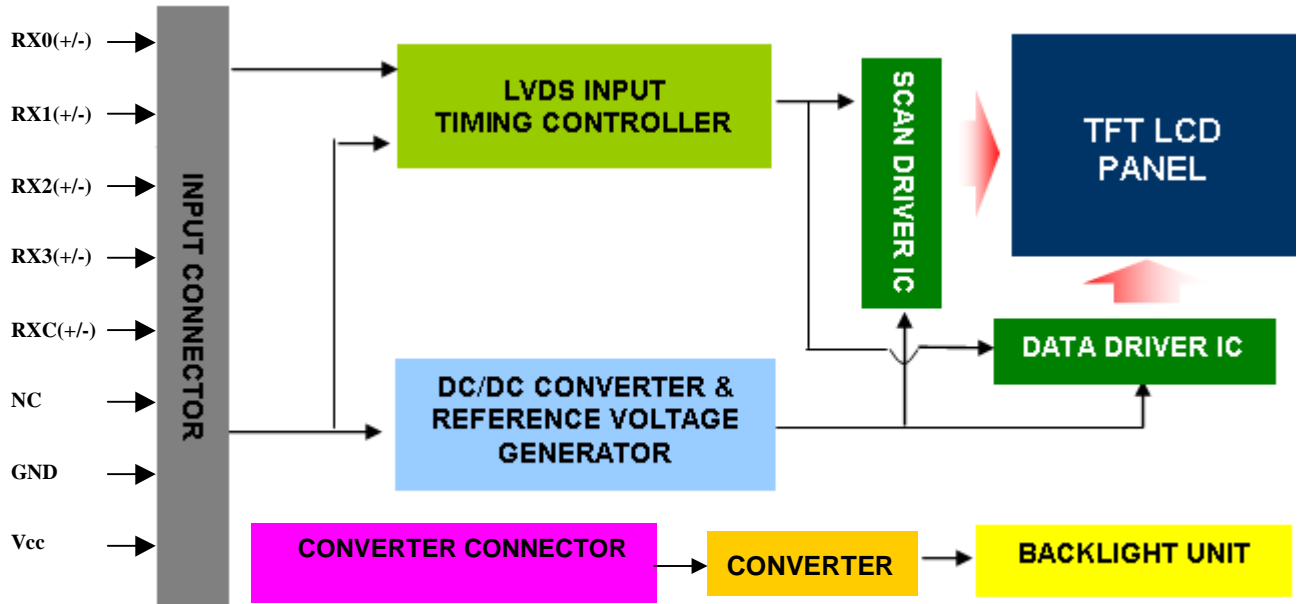 RX0(+/-)
RX1(+/-)
RX2(+/-)
RX3(+/-)
RXC(+/-)
NC
GND
Vcc
INPUT CONNECTOR
LVDS INPUT
TIMING CONTROLLER
SCAN DRIVER IC
TFT LCD
PANEL
DATA DRIVER IC
DC/DC CONVERTER &
REFERENCE VOLTAGE
GENERATOR
CONVERTER CONNECTOR
CONVERTER
BACKLIGHT UNIT